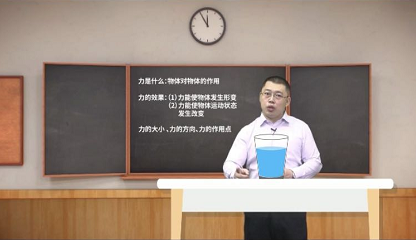 力是什么：物体对物体的作用
力的效果：(1)力能使物体发生形变
(2)力能使物体运动状态
发生改变
力的大小、力的方向、力的作用点